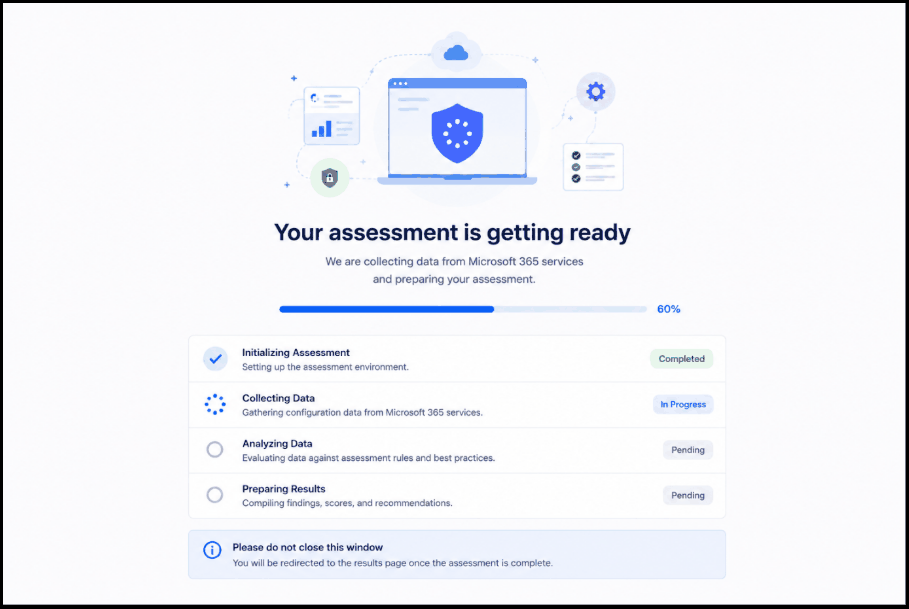 Your assessment is getting ready
We are collecting data from Microsoft 365 services
and preparing your assessment.
60%
Initializing Assessment
Setting up the assessment environment.
Completed
Collecting Data
Gathering configuration data from Microsoft 365 services.
In Progress
Analyzing Data
Evaluating data against assessment rules and best practices.
Pending
Preparing Results
Compiling findings, scores, and recommendations.
Pending
Please do not close this window
You will be redirected to the results page once the assessment is complete.